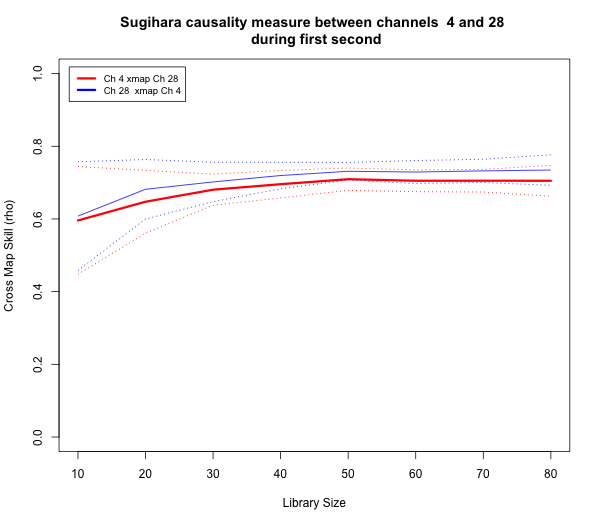 Sugihara causality measure between channels  4 and 28
during first second
Ch 4 xmap Ch 28
Ch 28  xmap Ch 4
Cross Map Skill (rho)
1.0
0.8
0.6
0.4
0.2
0.0
10 20 30 40 50 60 70 80
Library Size